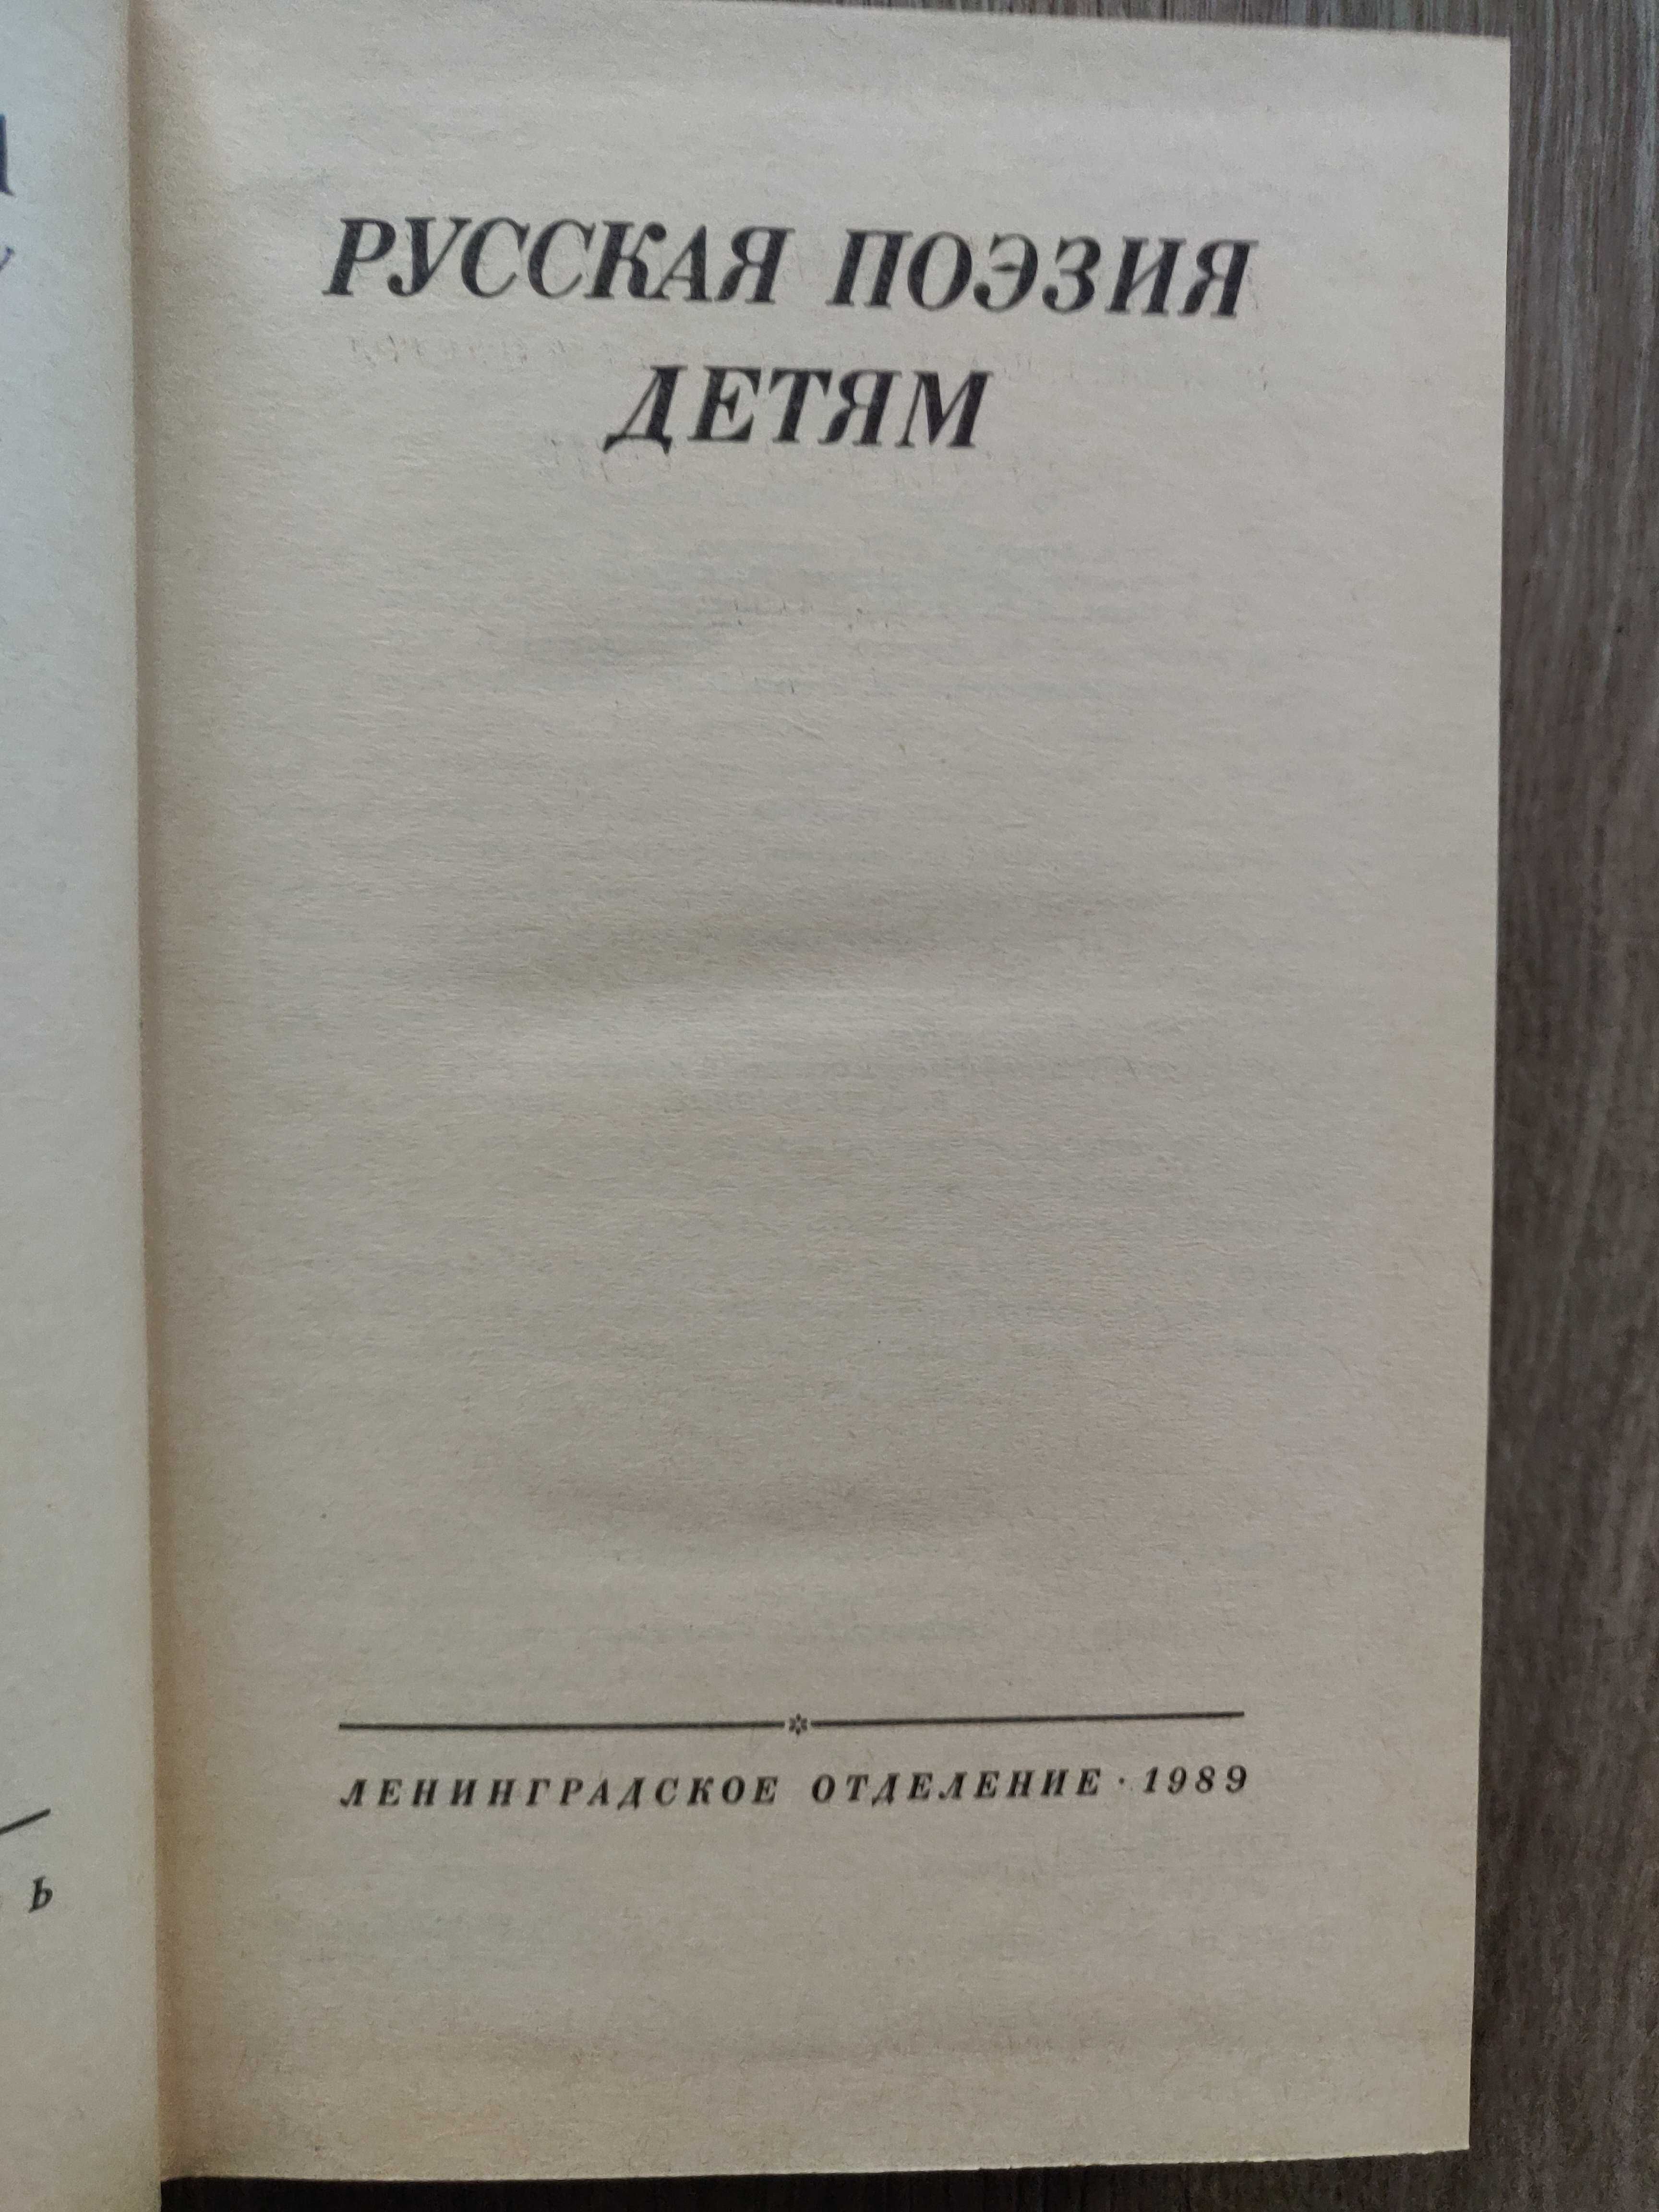 РУССКАЯ ПОЭЗИЯ
ДЕТЯМ
ЛЕНИНГРАДСКОЕ ОТДЕЛЕНИЕ · 1989